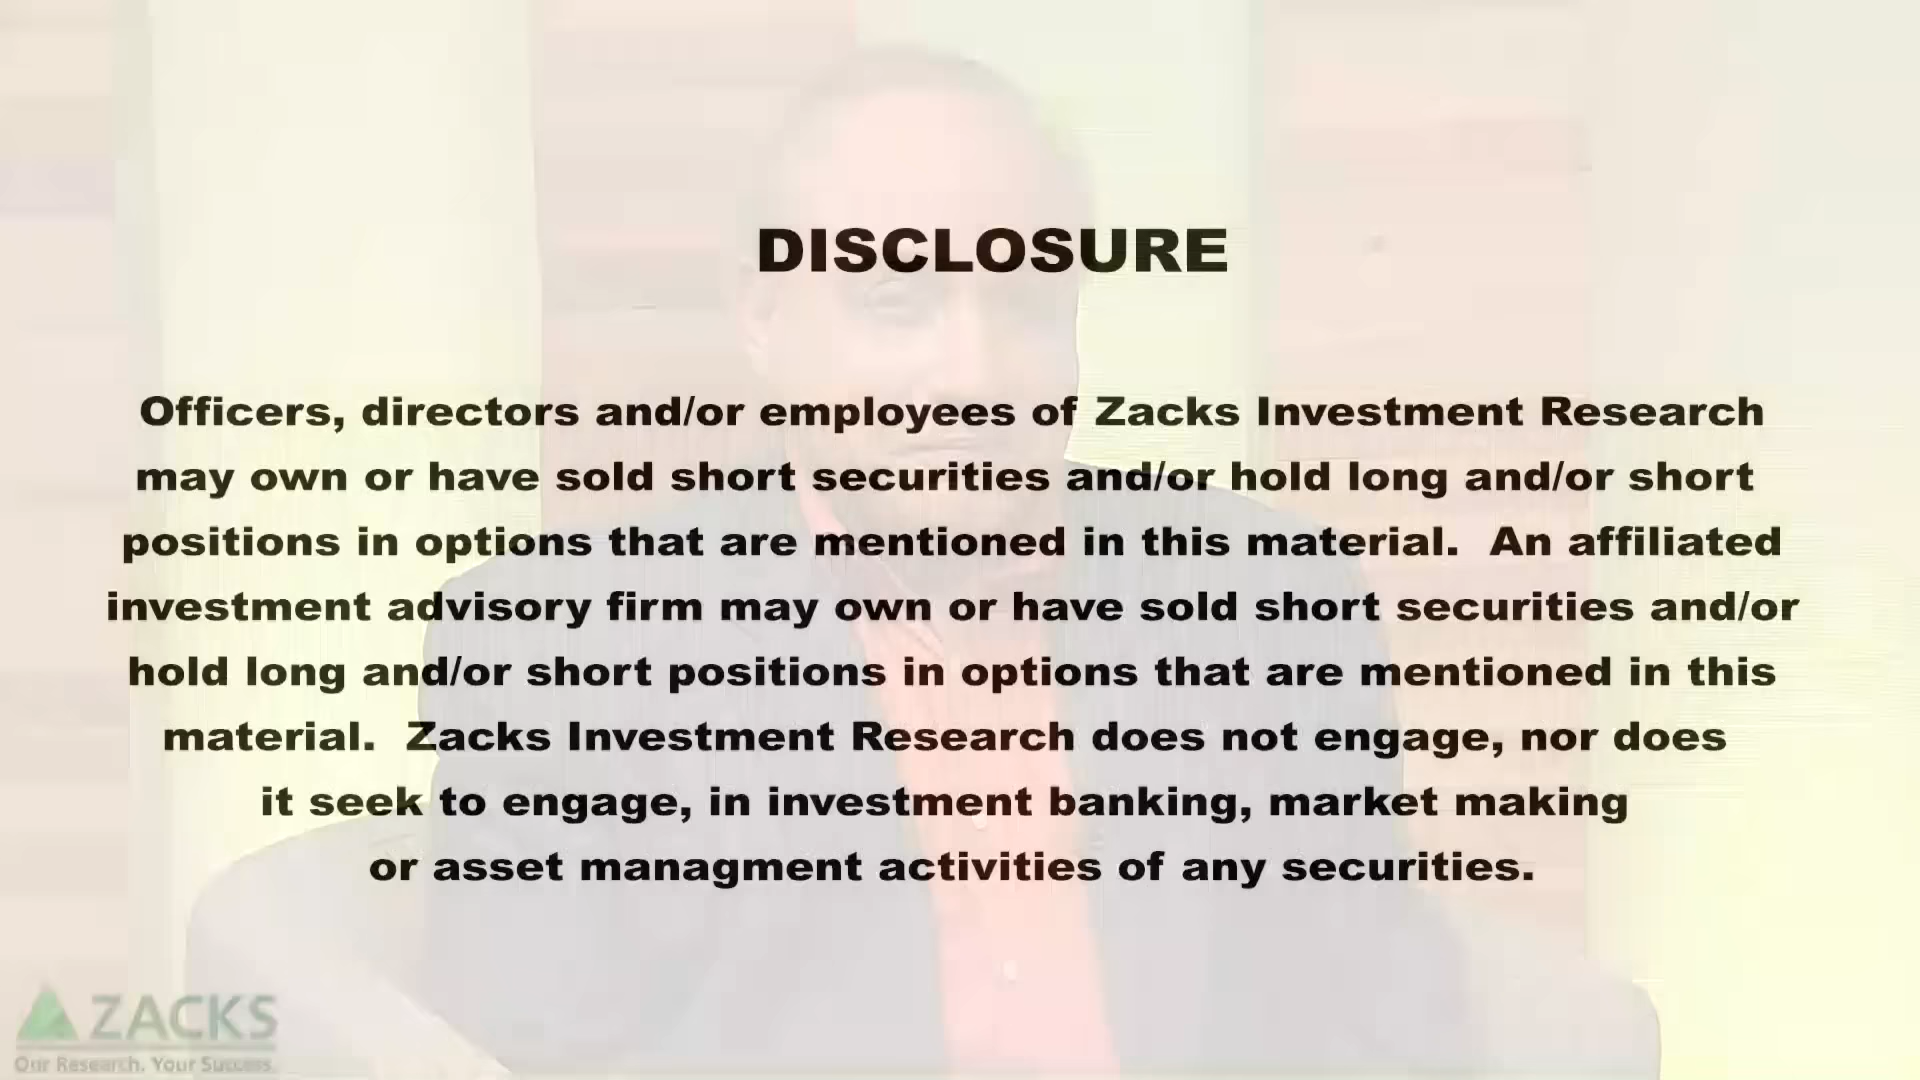 DISCLOSURE
Officers, directors and/or employees of Zacks Investment Research
may own or have sold short securities and/or hold long and/or short
positions in options that are mentioned in this material.  An affiliated
investment advisory firm may own or have sold short securities and/or
hold long and/or short positions in options that are mentioned in this
material.  Zacks Investment Research does not engage, nor does
it seek to engage, in investment banking, market making
or asset managment activities of any securities.
ZACKS
Our Research. Your Success.